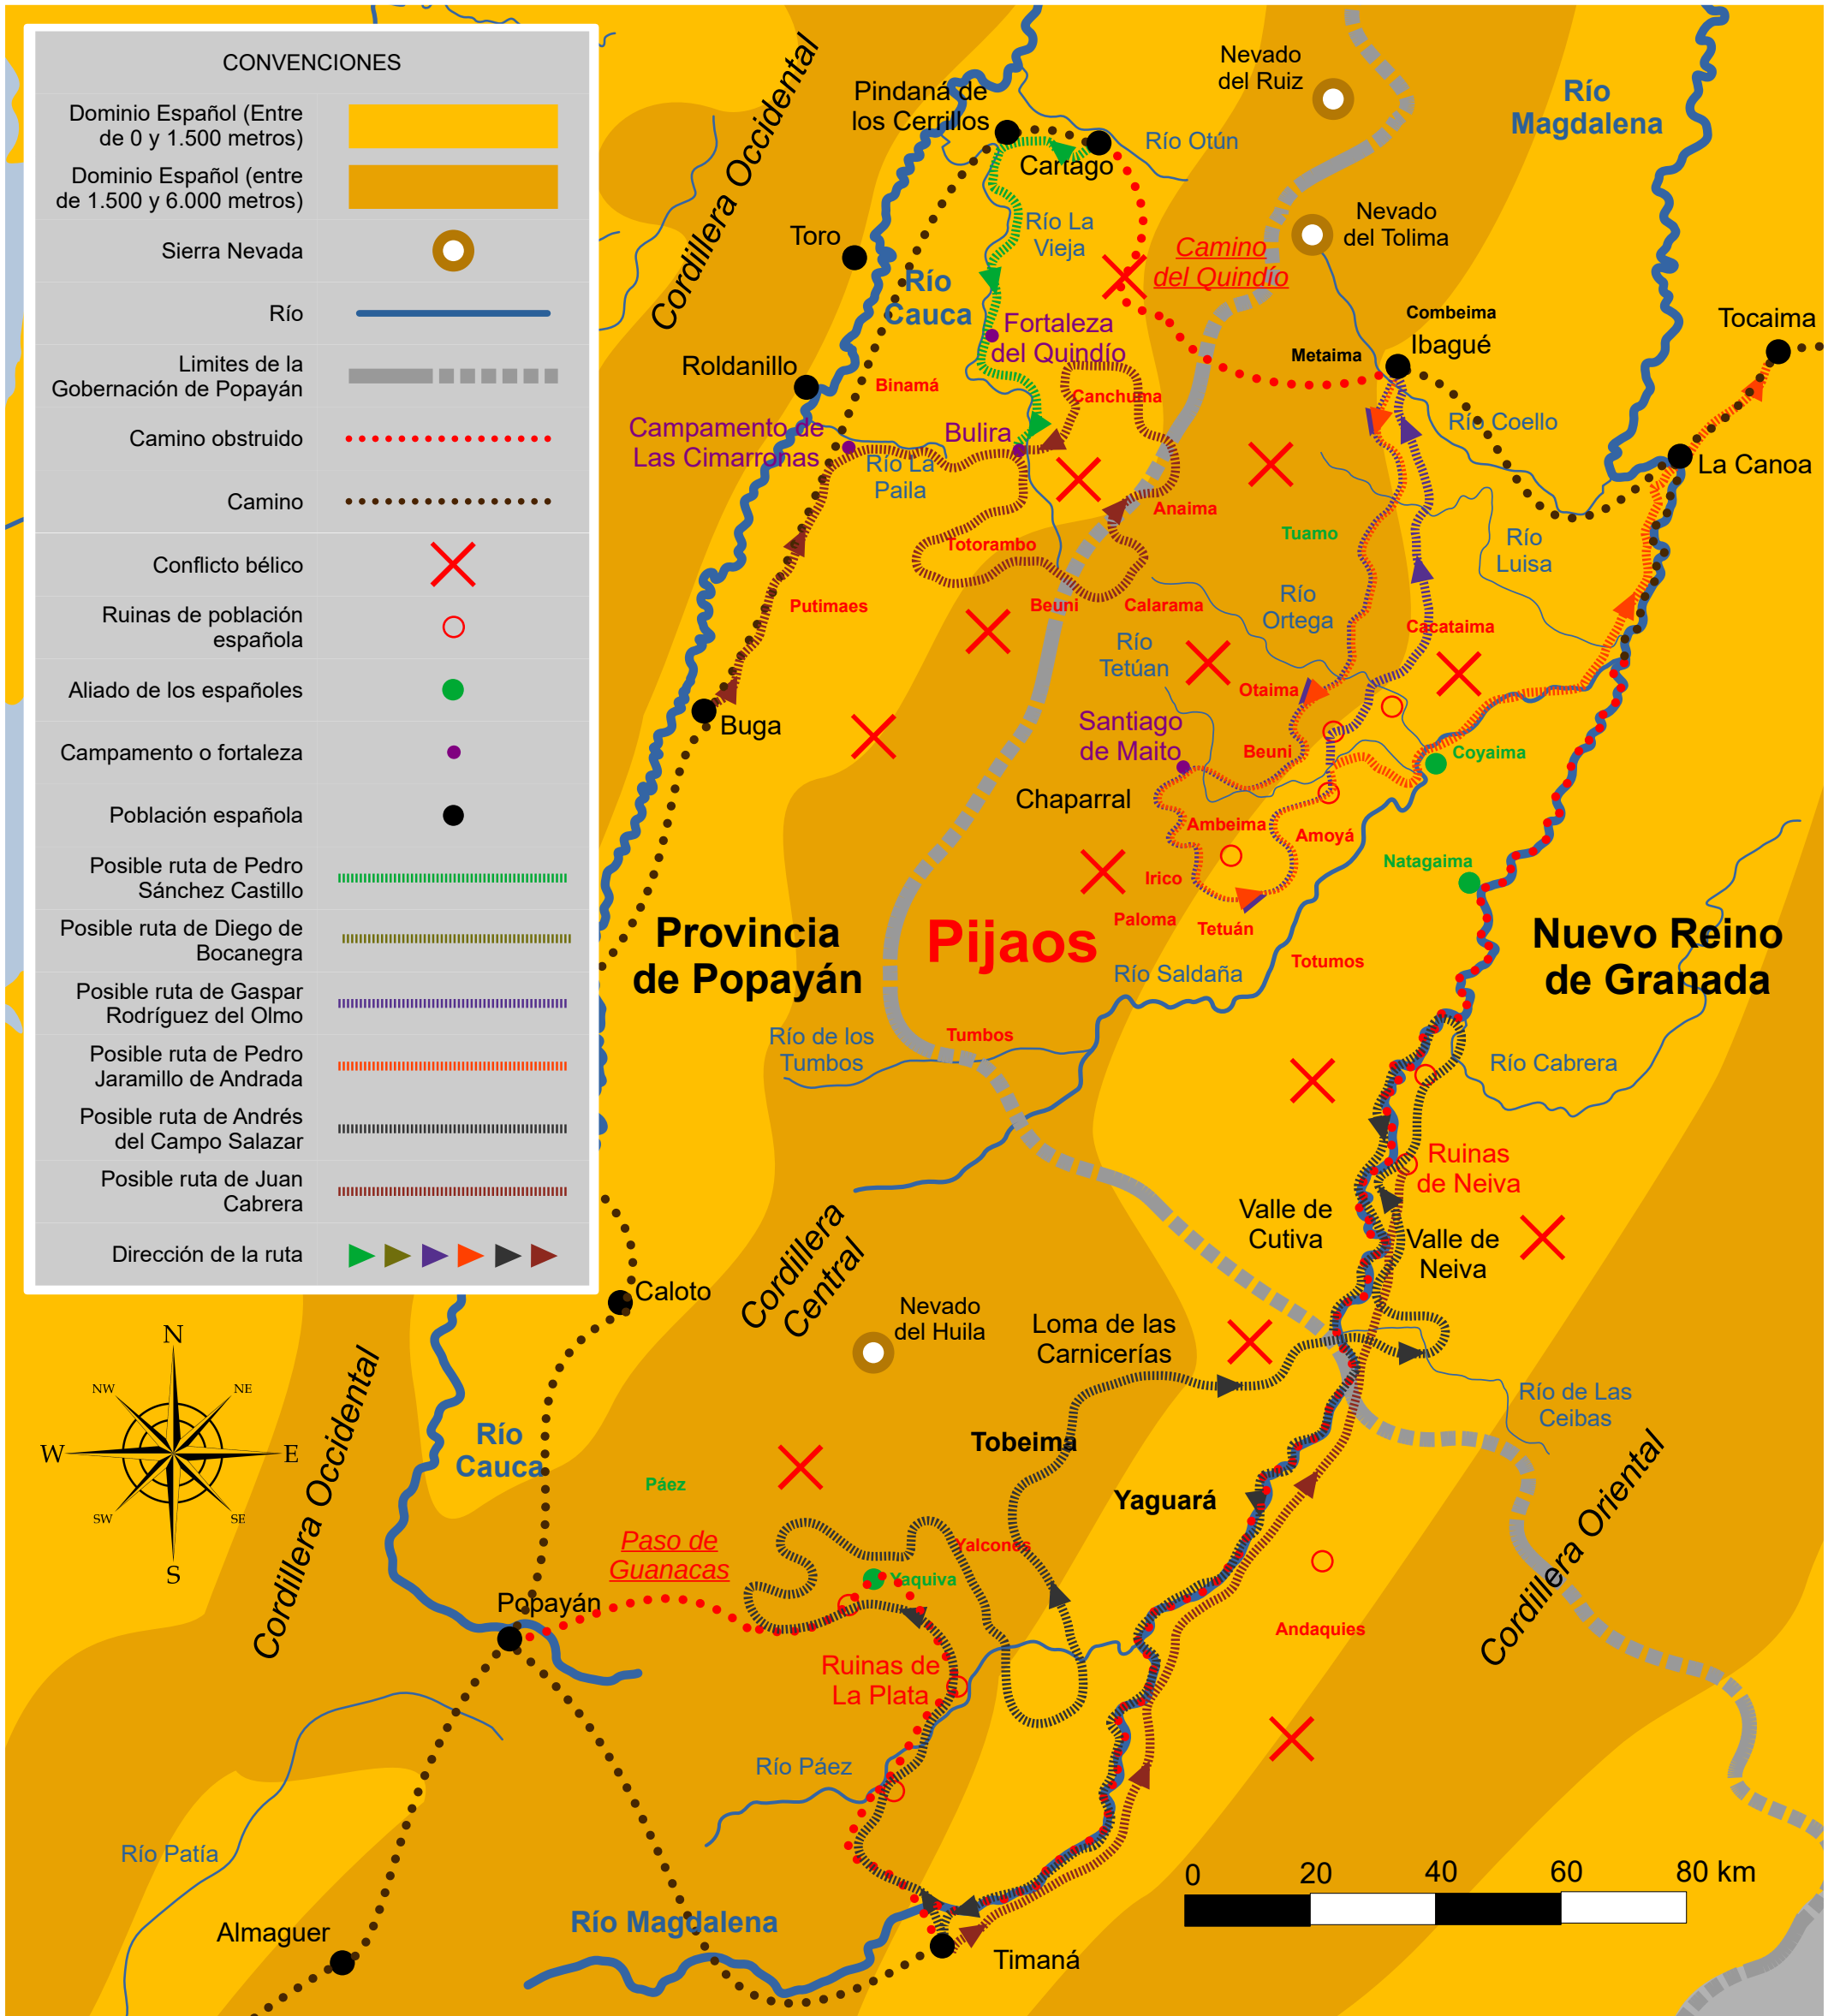 CONVENCIONES
Dominio Español (Entre
de 0 y 1.500 metros)
Dominio Español (entre
de 1.500 y 6.000 metros)
Sierra Nevada
Río
Limites de la
Gobernación de Popayán
Camino obstruido
Camino
Conflicto bélico
Ruinas de población
española
Aliado de los españoles
Campamento o fortaleza
Población española
Posible ruta de Pedro
Sánchez Castillo
Posible ruta de Diego de
Bocanegra
Posible ruta de Gaspar
Rodríguez del Olmo
Posible ruta de Pedro
Jaramillo de Andrada
Posible ruta de Andrés
del Campo Salazar
Posible ruta de Juan
Cabrera
Dirección de la ruta
N
NW
NE
W
E
SW
SE
S
Cordillera Occidental
Pindaná de
los Cerrillos
Cartago
Río Otún
Nevado
del Ruiz
Río
Magdalena
Toro
Río La
Vieja
Camino
del Quindío
Nevado
del Tolima
Río
Cauca
Combeima
Ibagué
Tocaima
Fortaleza
del Quindío
Metaima
Roldanillo
Binamá
Canchuma
Campamento de
Las Cimarronas
Bulira
Río Coello
La Canoa
Río La
Paila
Anaima
Tuamo
Río
Luisa
Totorambo
Putimaes
Beuni
Calarama
Río
Ortega
Cacataima
Río
Tetúan
Otaima
Buga
Santiago
de Maito
Beuni
Coyaima
Chaparral
Ambeima
Amoyá
Natagaima
Irico
Provincia
de Popayán
Pijaos
Paloma
Tetuán
Nuevo Reino
de Granada
Totumos
Río Saldaña
Río de los
Tumbos
Tumbos
Río Cabrera
Ruinas
de Neiva
Valle de
Cutiva
Valle de
Neiva
Cordillera
Central
Caloto
Nevado
del Huila
Loma de las
Carnicerías
Río de Las
Ceibas
Cordillera Occidental
Río
Cauca
Tobeima
Cordillera Oriental
Páez
Yaguará
Paso de
Guanacas
Yalcones
Yaquiva
Popayán
Andaquies
Ruinas de
La Plata
Río Páez
Río Patía
0
20
40
60
80 km
Río Magdalena
Almaguer
Timaná